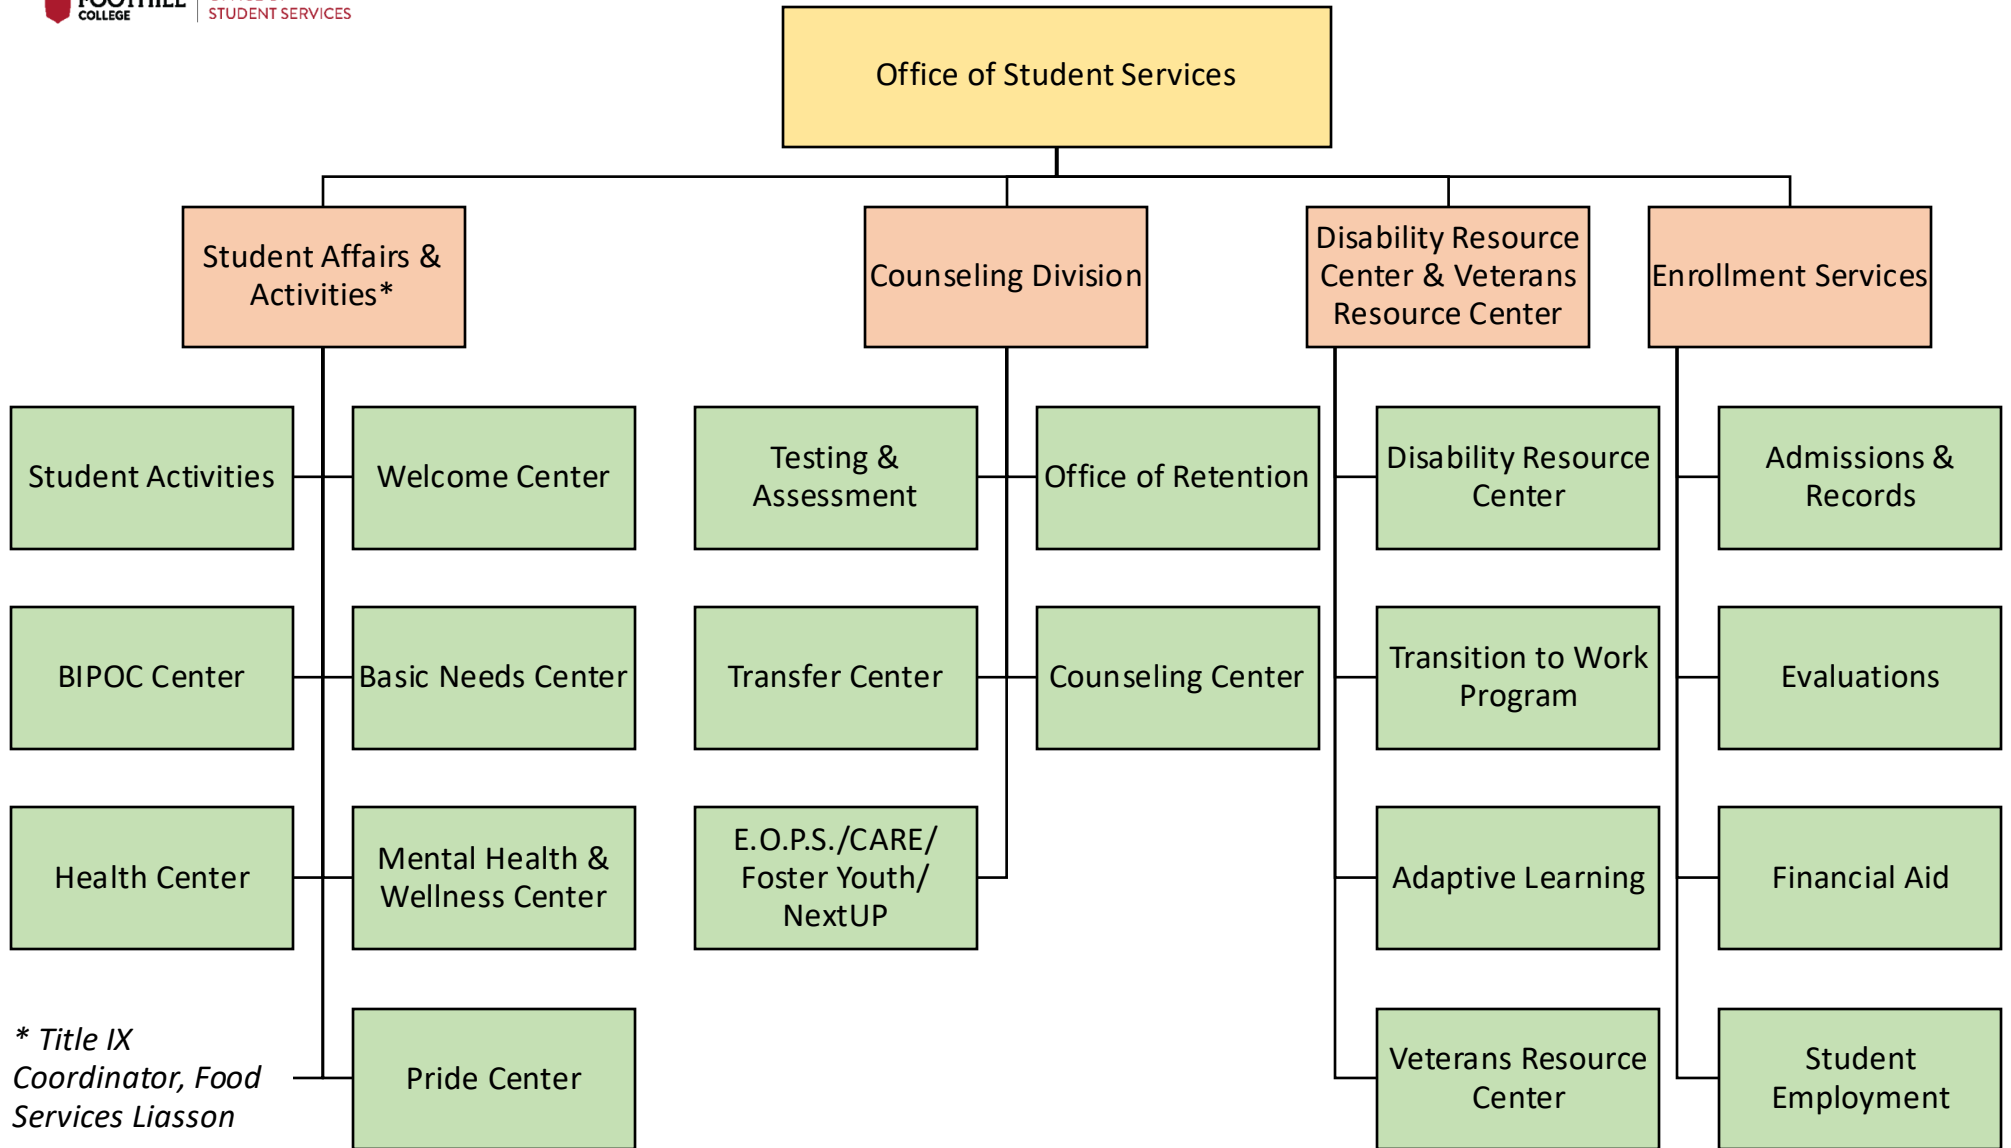 FOOTHILL
COLLEGE
STUDENT SERVICES
Office of Student Services
Student Affairs &
Activities*
Counseling Division
Disability Resource
Center & Veterans
Resource Center
Enrollment Services
Student Activities
Welcome Center
Testing &
Assessment
Office of Retention
Disability Resource
Center
Admissions &
Records
BIPOC Center
Basic Needs Center
Transfer Center
Counseling Center
Transition to Work
Program
Evaluations
Health Center
Mental Health &
Wellness Center
E.O.P.S./CARE/
Foster Youth/
NextUP
Adaptive Learning
Financial Aid
* Title IX
Coordinator, Food
Services Liasson
Pride Center
Veterans Resource
Center
Student
Employment